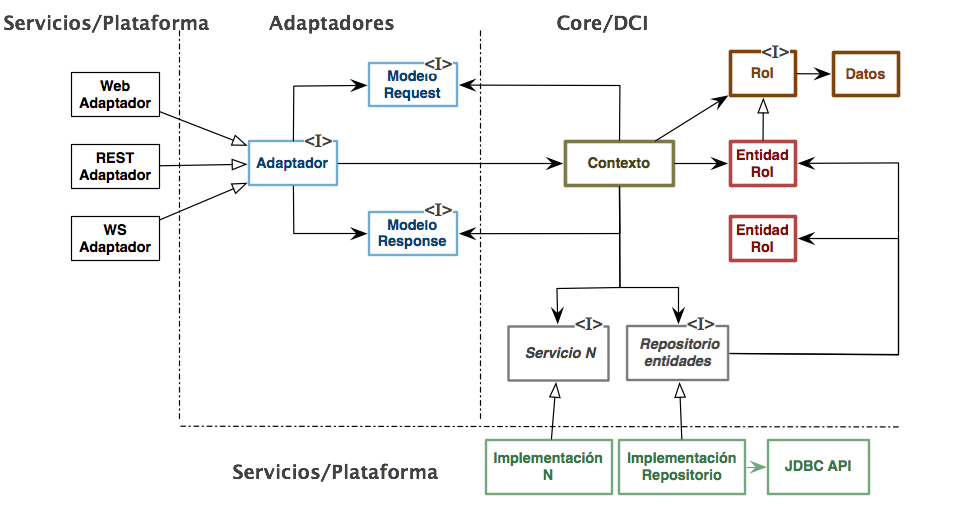 Servicios/Plataforma
Adaptadores
Core/DCI
<I>
Rol
Datos
<I>
Modelo
Request
Web
Adaptador
<I>
Adaptador
Contexto
Entidad
Rol
REST
Adaptador
<I>
Modelo
Response
WS
Adaptador
Entidad
Rol
<I>
Servicio N
<I>
Repositorio
entidades
Servicios/Plataforma
Implementación
N
Implementación
Repositorio
JDBC API